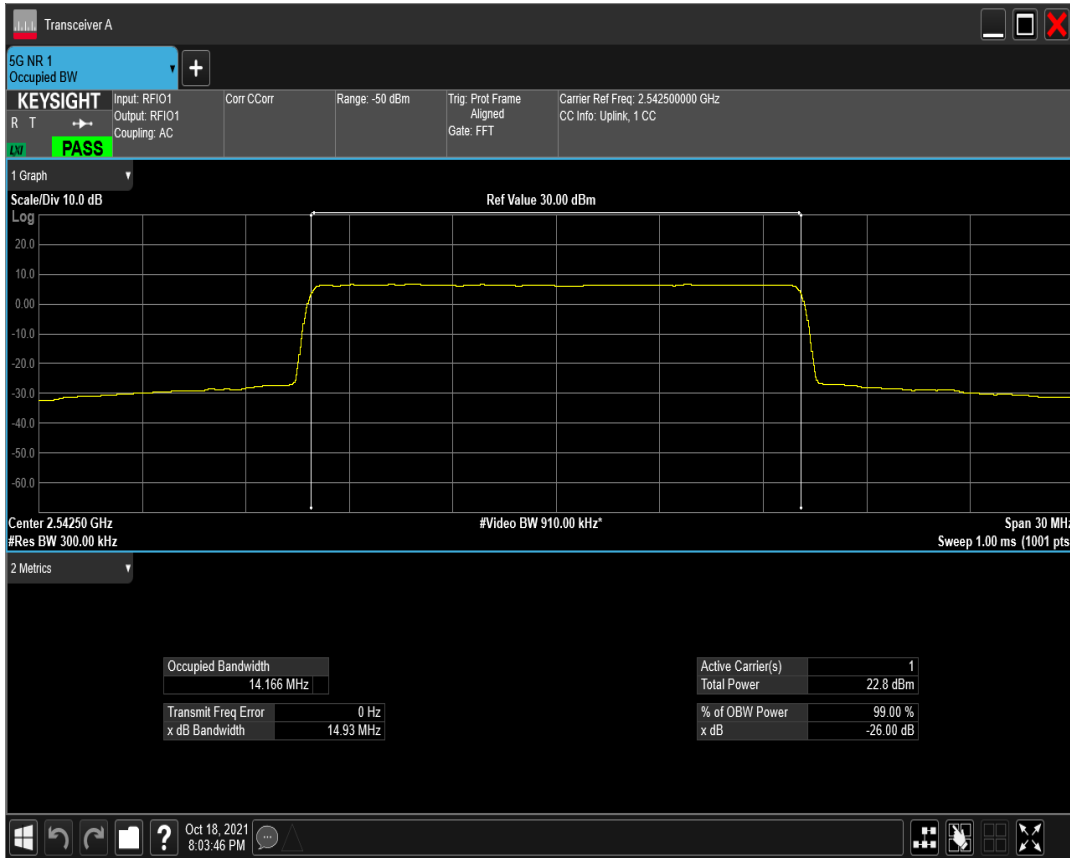 Transceiver A
5G NR 1
Occupied BW
KEYSIGHT
R T
LXI
PASS
Input: RFIO1
Output: RFIO1
Coupling: AC
Corr CCorr
Range: -50 dBm
Trig: Prot Frame
Aligned
Gate: FFT
Carrier Ref Freq: 2.542500000 GHz
CC Info: Uplink, 1 CC
1 Graph
Scale/Div 10.0 dB
Ref Value 30.00 dBm
Log
20.0
10.0
0.00
-10.0
-20.0
-30.0
-40.0
-50.0
-60.0
Center 2.54250 GHz
#Video BW 910.00 kHz*
Span 30 MHz
#Res BW 300.00 kHz
Sweep 1.00 ms (1001 pts
2 Metrics
Occupied Bandwidth
14.166 MHz
Transmit Freq Error 0 Hz
x dB Bandwidth 14.93 MHz
Active Carrier(s) 1
Total Power 22.8 dBm
% of OBW Power 99.00 %
x dB -26.00 dB
?
Oct 18, 2021
8:03:46 PM